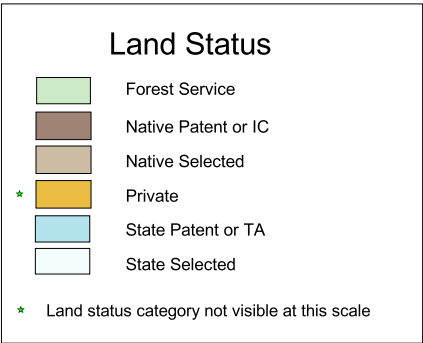 Land Status
Forest Service
Native Patent or IC
Native Selected
Private
State Patent or TA
State Selected
Land status category not visible at this scale